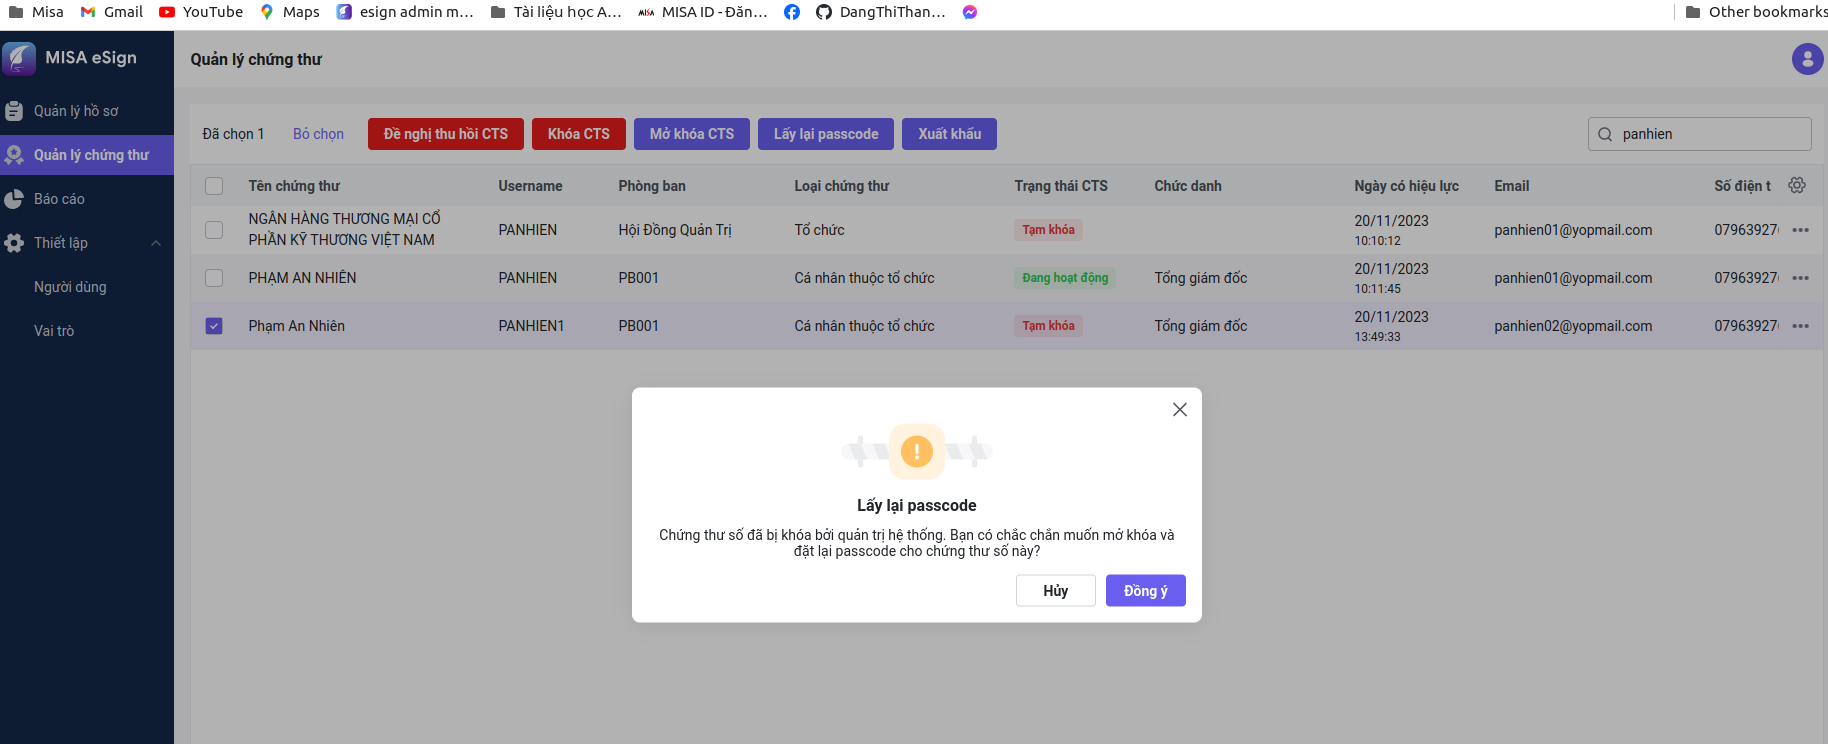 Misa Gmail YouTube Maps esign admin m... Tài liệu học A... MISA MISA ID - Đăn... DangThiThan... Other bookmarks
MISA eSign
Quản lý chứng thư
Quản lý hồ sơ
Quản lý chứng thư
Báo cáo
Thiết lập
Người dùng
Vai trò
Đã chọn 1 Bỏ chọn Đề nghị thu hồi CTS Khóa CTS Mở khóa CTS Lấy lại passcode Xuất khẩu panhien
Tên chứng thư Username Phòng ban Loại chứng thư Trạng thái CTS Chức danh Ngày có hiệu lực Email Số điện t
NGÂN HÀNG THƯƠNG MẠI CỔ
PHẦN KỸ THƯƠNG VIỆT NAM
PANHIEN Hội Đồng Quản Trị Tổ chức Tạm khóa 20/11/2023
10:10:12
panhien01@yopmail.com 07963927
PHẠM AN NHIÊN PANHIEN PB001 Cá nhân thuộc tổ chức Đang hoạt động Tổng giám đốc 20/11/2023
10:11:45
panhien01@yopmail.com 07963927
Phạm An Nhiên PANHIEN1 PB001 Cá nhân thuộc tổ chức Tạm khóa Tổng giám đốc 20/11/2023
13:49:33
panhien02@yopmail.com 07963927
Lấy lại passcode
Chứng thư số đã bị khóa bởi quản trị hệ thống. Bạn có chắc chắn muốn mở khóa và
đặt lại passcode cho chứng thư số này?
Hủy Đồng ý